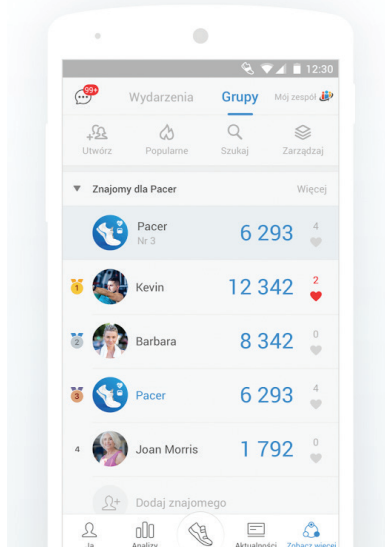 12:30
99+
Wydarzenia Grupy Mój zespół
Utwórz Popularne Szukaj Zarządzaj
Znajomy dla Pacer Więcej
Pacer 6 293 4
Nr 3
1 Kevin 12 342 2
2 Barbara 8 342 0
3 Pacer 6 293 4
4 Joan Morris 1 792 0
Dodaj znajomego
Ja Analizy Aktualności Zobacz więcej